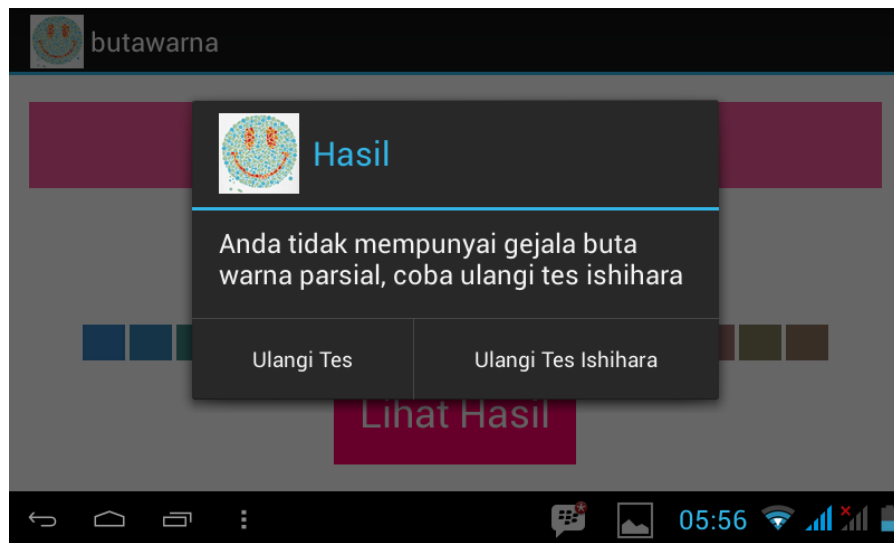 butawarna
Hasil
Anda tidak mempunyai gejala buta
warna parsial, coba ulangi tes ishihara
Ulangi Tes
Ulangi Tes Ishihara
Lihat Hasil
05:56